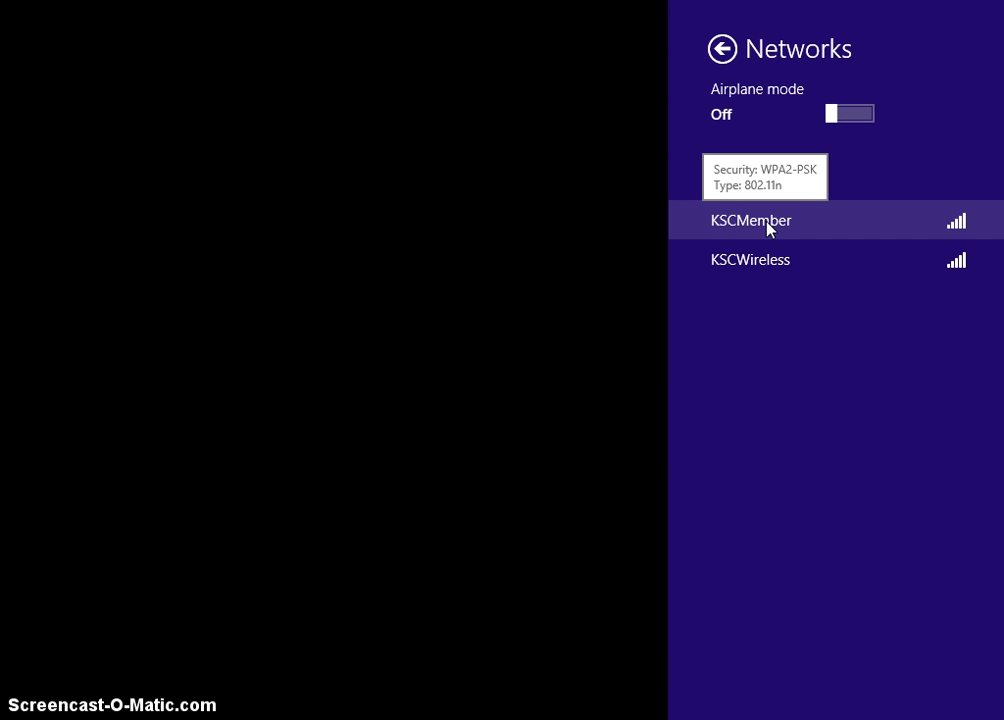 Networks
Airplane mode
Off
Security: WPA2-PSK
Type: 802.11n
KSCMember
KSCWireless
Screencast-O-Matic.com